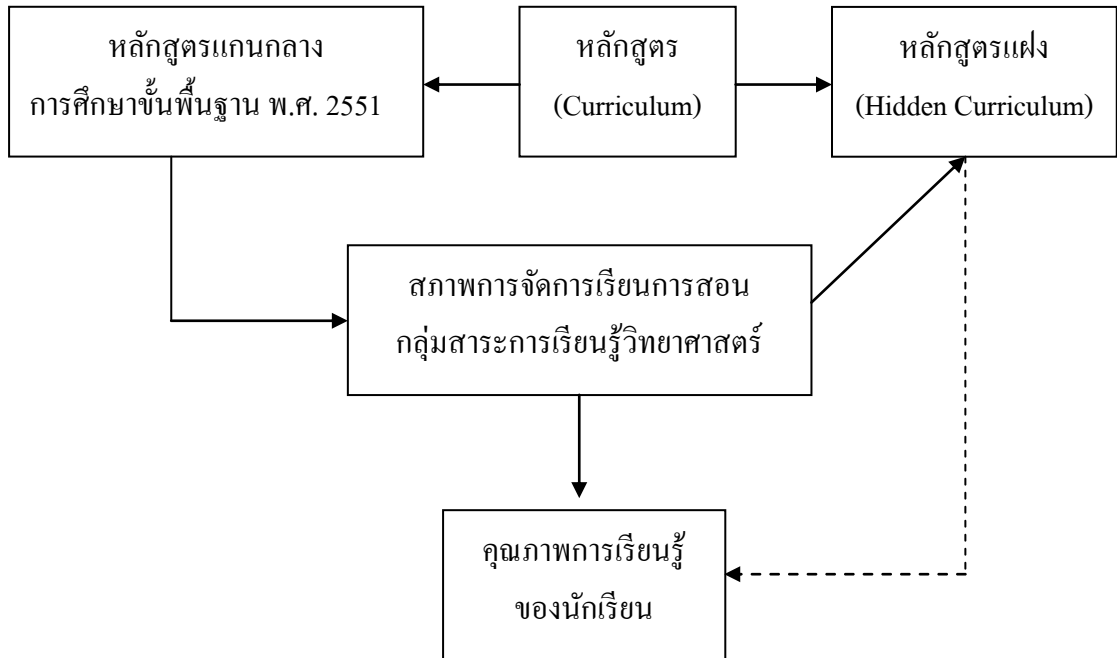 หลักสูตรแกนกลาง
การศึกษาขั้นพื้นฐาน พ.ศ. 2551
หลักสูตร
(Curriculum)
หลักสูตรแฝง
(Hidden Curriculum)
สภาพการจัดการเรียนการสอน
กลุ่มสาระการเรียนรู้วิทยาศาสตร์
คุณภาพการเรียนรู้
ของนักเรียน